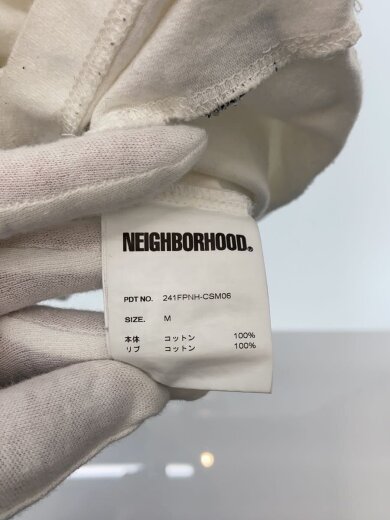 NEIGHBORHOOD®
PDT NO. 241FPNH-CSM06
SIZE. M
本体 コットン 100%
リブ コットン 100%